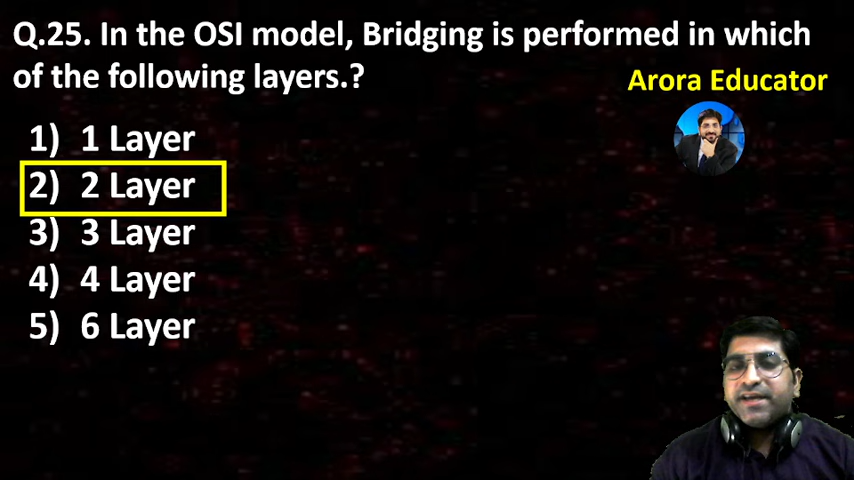 Q.25. In the OSI model, Bridging is performed in which
of the following layers.?
Arora Educator
1) 1 Layer
2) 2 Layer
3) 3 Layer
4) 4 Layer
5) 6 Layer